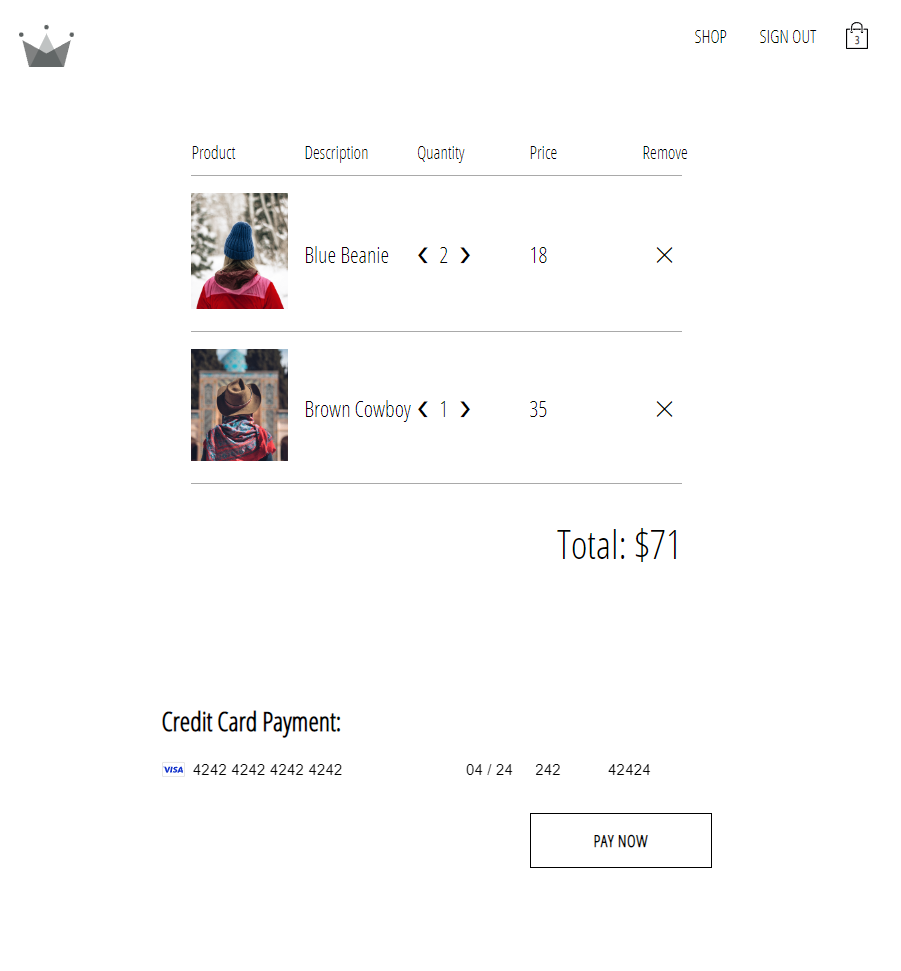 SHOP SIGN OUT 3
Product Description Quantity Price Remove
Blue Beanie ❮ 2 ❯ 18 ✕
Brown Cowboy ❮ 1 ❯ 35 ✕
Total: $71
Credit Card Payment:
VISA 4242 4242 4242 4242 04 / 24 242 42424
PAY NOW